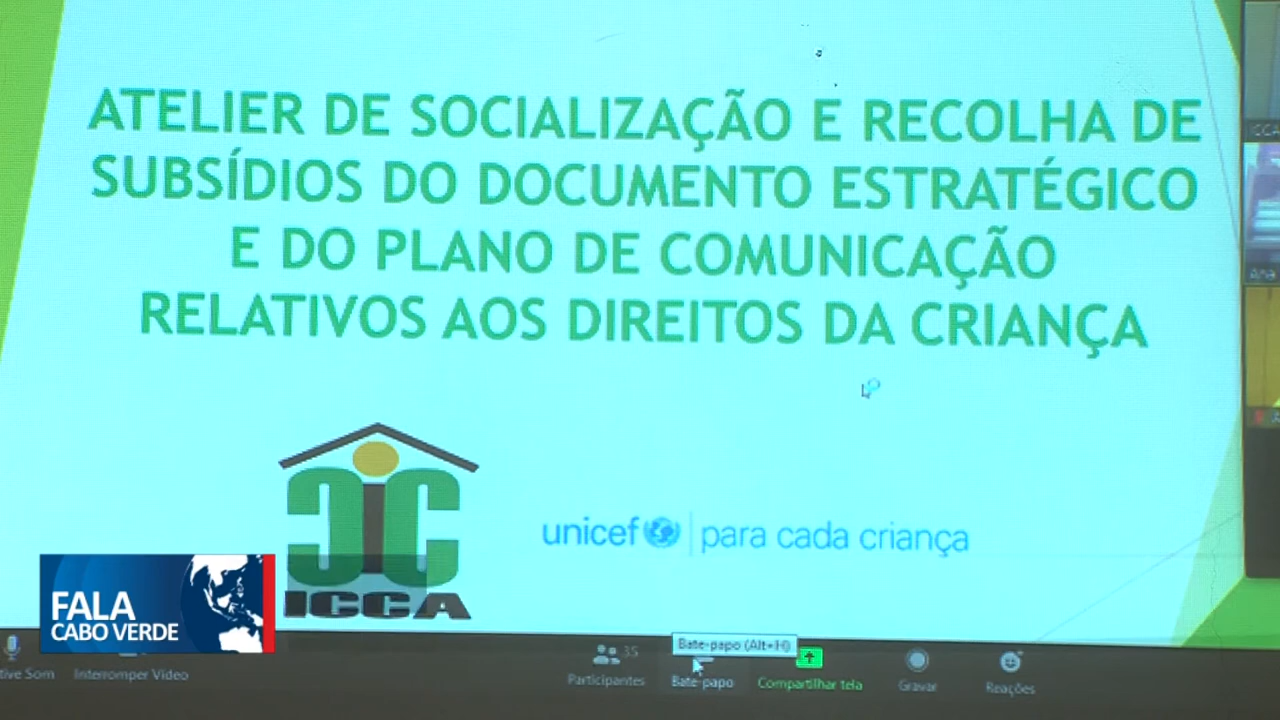 ATELIER DE SOCIALIZAÇÃO E RECOLHA DE
SUBSÍDIOS DO DOCUMENTO ESTRATÉGICO
E DO PLANO DE COMUNICAÇÃO
RELATIVOS AOS DIREITOS DA CRIANÇA
ICCA
unicef | para cada criança
FALA
CABO VERDE
Interromper Vídeo
35
Participantes
Bate-papo (Alt+H)
Bate-papo
Compartilhar tela
Gravar
Reações